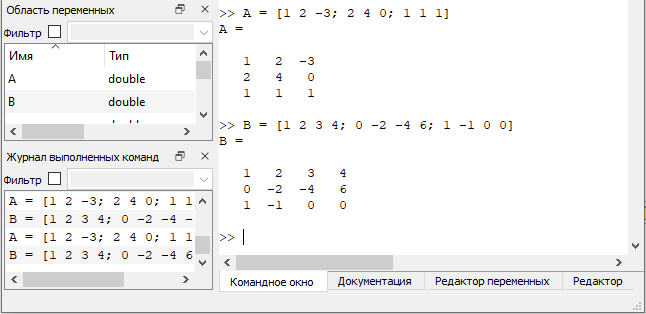 Область переменных
Фильтр
Имя Тип
A double
B double
Журнал выполненных команд
Фильтр
A = [1 2 -3; 2 4 0; 1 1
B = [1 2 3 4; 0 -2 -4 -
A = [1 2 -3; 2 4 0; 1 1
B = [1 2 3 4; 0 -2 -4 6
>> A = [1 2 -3; 2 4 0; 1 1 1]
A =
1 2 -3
2 4 0
1 1 1
>> B = [1 2 3 4; 0 -2 -4 6; 1 -1 0 0]
B =
1 2 3 4
0 -2 -4 6
1 -1 0 0
>>
Командное окно Документация Редактор переменных Редактор